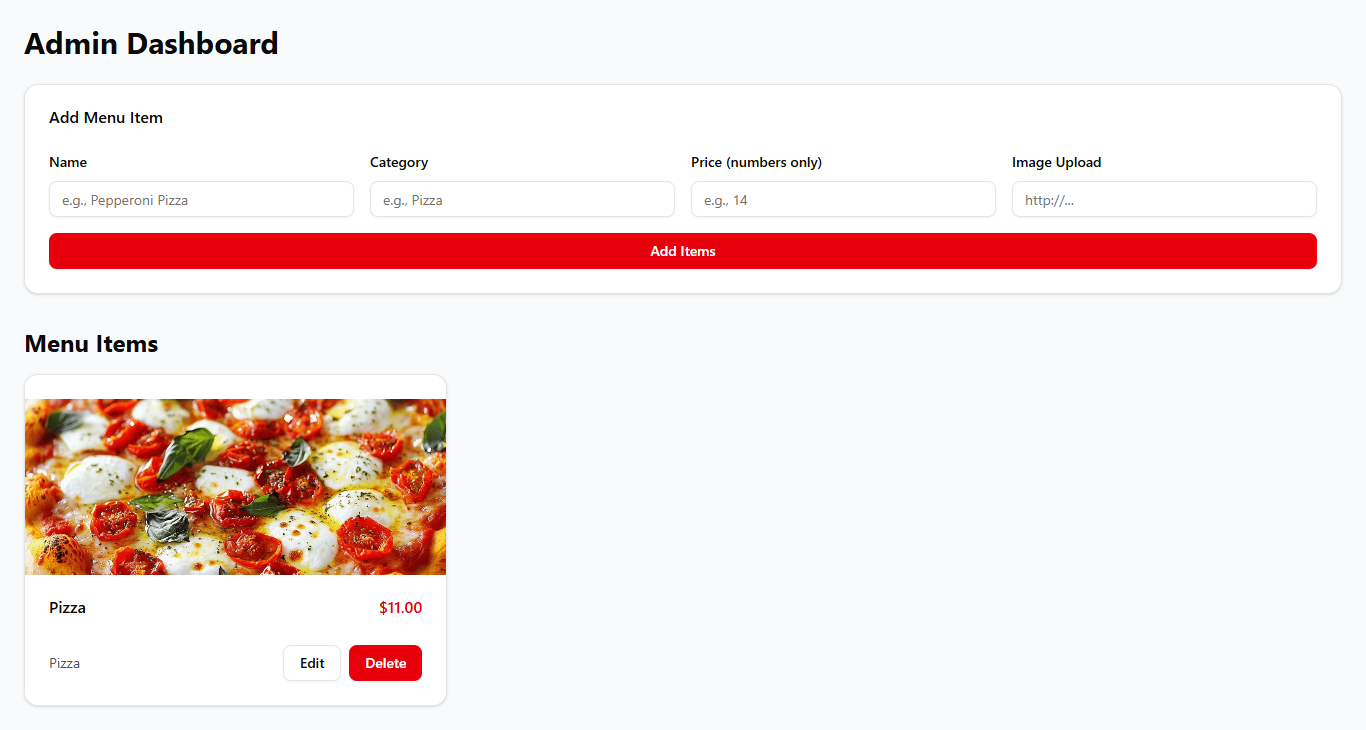 Admin Dashboard
Add Menu Item
Name Category Price (numbers only) Image Upload
e.g., Pepperoni Pizza e.g., Pizza e.g., 14 http://...
Add Items
Menu Items
Pizza $11.00
Pizza Edit Delete